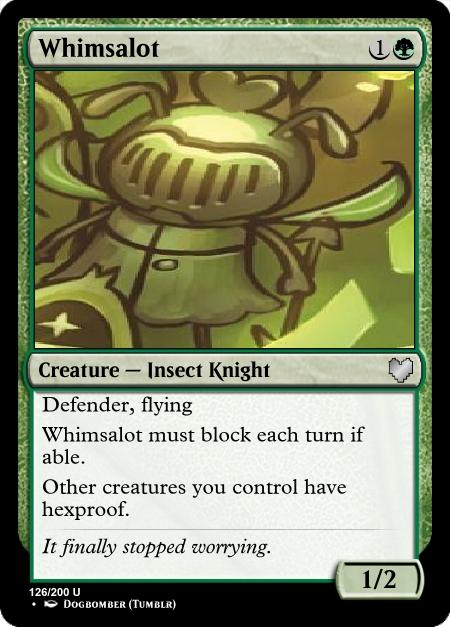 Whimsalot 1
Creature — Insect Knight
Defender, flying
Whimsalot must block each turn if
able.
Other creatures you control have
hexproof.
It finally stopped worrying.
1/2
126/200 U
• Dogbomber (Tumblr)